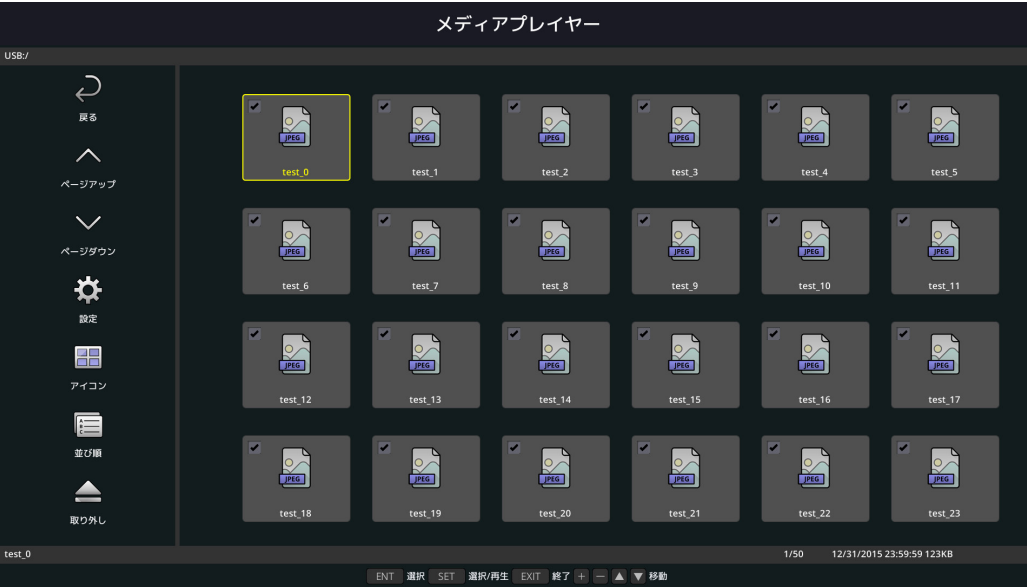 メディアプレイヤー
USB:/
戻る
ページアップ
ページダウン
設定
アイコン
A
B
C
並び順
取り外し
JPEG JPEG JPEG JPEG JPEG JPEG
test_0 test_1 test_2 test_3 test_4 test_5
JPEG JPEG JPEG JPEG JPEG JPEG
test_6 test_7 test_8 test_9 test_10 test_11
JPEG JPEG JPEG JPEG JPEG JPEG
test_12 test_13 test_14 test_15 test_16 test_17
JPEG JPEG JPEG JPEG JPEG JPEG
test_18 test_19 test_20 test_21 test_22 test_23
test_0 1/50 12/31/2015 23:59:59 123KB
ENT 選択 SET 選択/再生 EXIT 終了 + − ▲ ▼ 移動